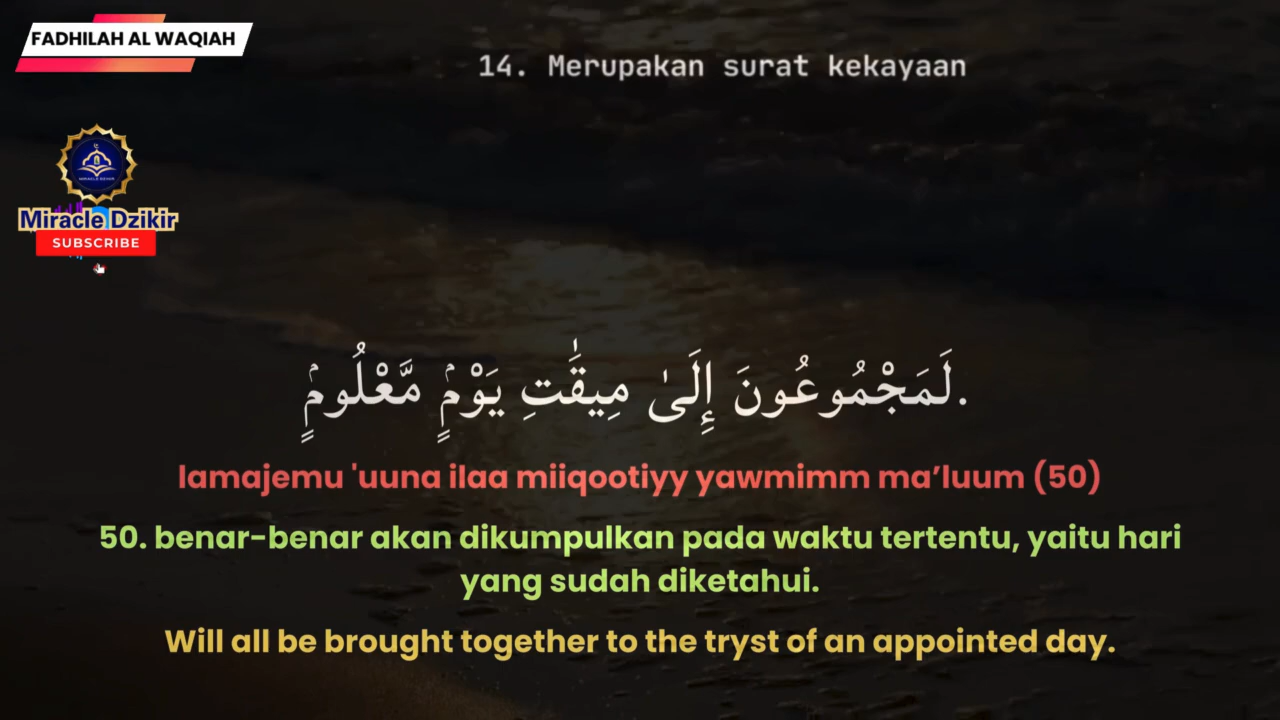 FADHILAH AL WAQIAH
14. Merupakan surat kekayaan
Miracle Dzikir
SUBSCRIBE
لَمَجْمُوعُونَ إِلَىٰ مِيقَٰتِ يَوْمٍۢ مَّعْلُومٍۢ.
lamajemu 'uuna ilaa miiqootiyy yawmimm ma’luum (50)
50. benar-benar akan dikumpulkan pada waktu tertentu, yaitu hari
yang sudah diketahui.
Will all be brought together to the tryst of an appointed day.